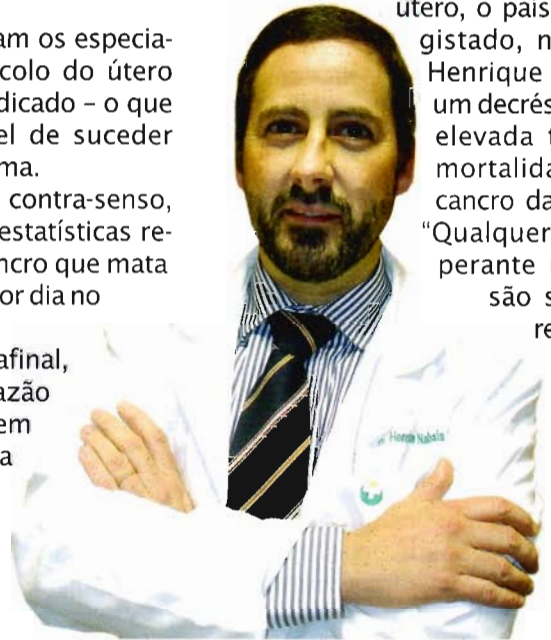 am os especia-
colo do útero
dicado – o que
el de suceder
ma.
contra-senso,
estatísticas re-
ncro que mata
or dia no
afinal,
azão
em
a
útero, o país
gistado, n
Henrique
um decrés
elevada t
mortalida
cancro da
“Qualquer
perante
são s
re
Henrique Nabais